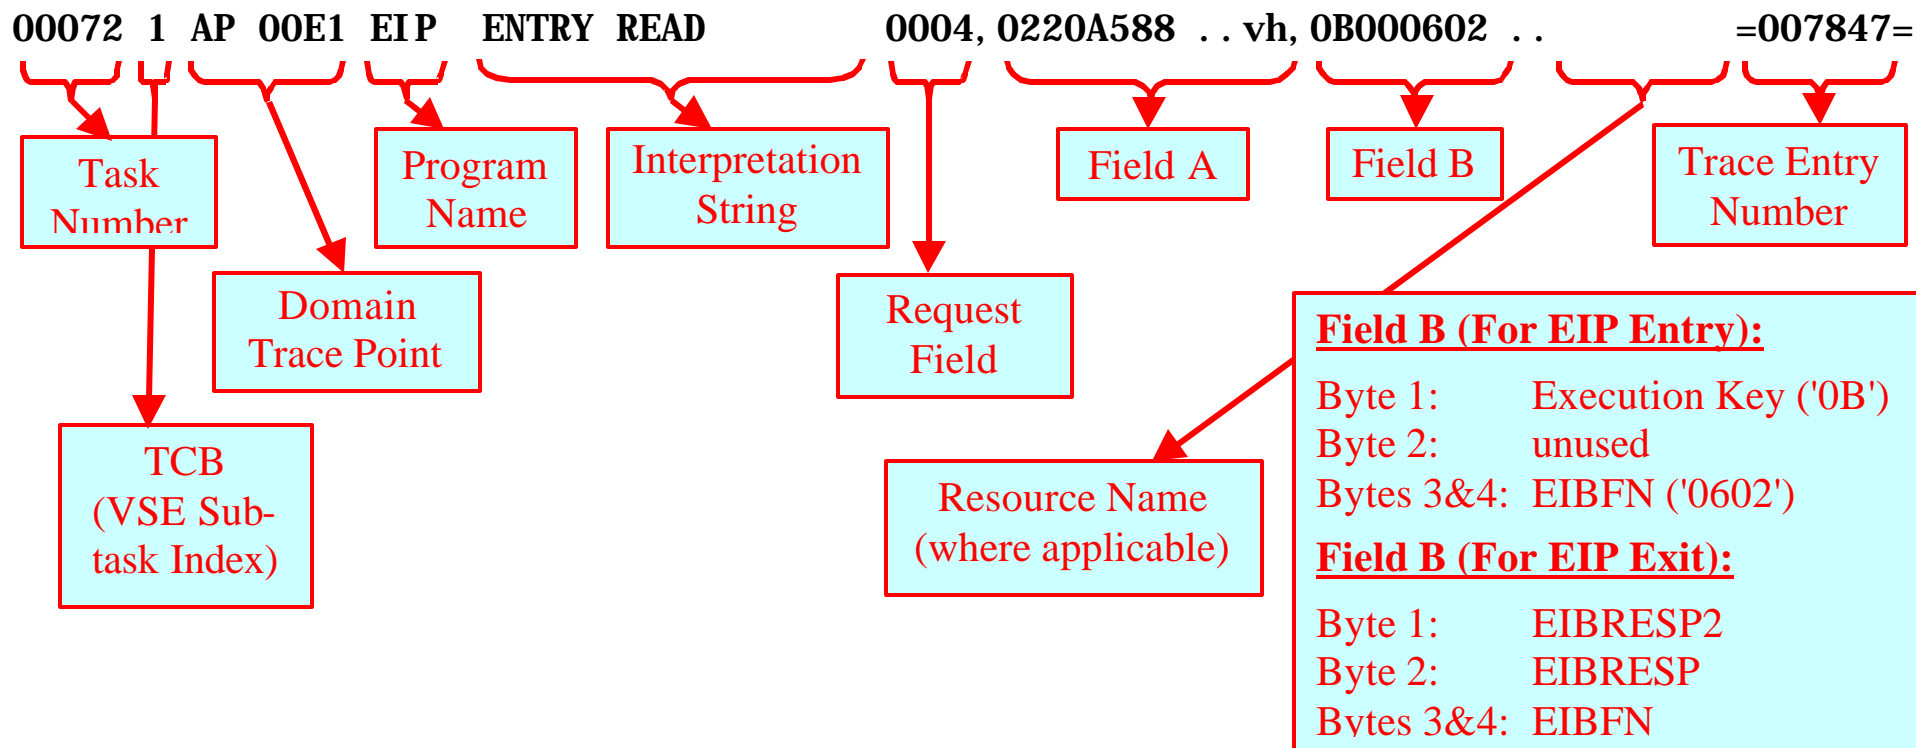 00072 1 AP 00E1 EIP ENTRY READ 0004,0220A588 ..vh,0B000602 .. =007847=
Task
Number
Program
Name
Interpretation
String
Field A
Field B
Trace Entry
Number
Domain
Trace Point
Request
Field
TCB
(VSE Sub-
task Index)
Resource Name
(where applicable)
Field B (For EIP Entry):
Byte 1: Execution Key ('0B')
Byte 2: unused
Bytes 3&4: EIBFN ('0602')
Field B (For EIP Exit):
Byte 1: EIBRESP2
Byte 2: EIBRESP
Bytes 3&4: EIBFN